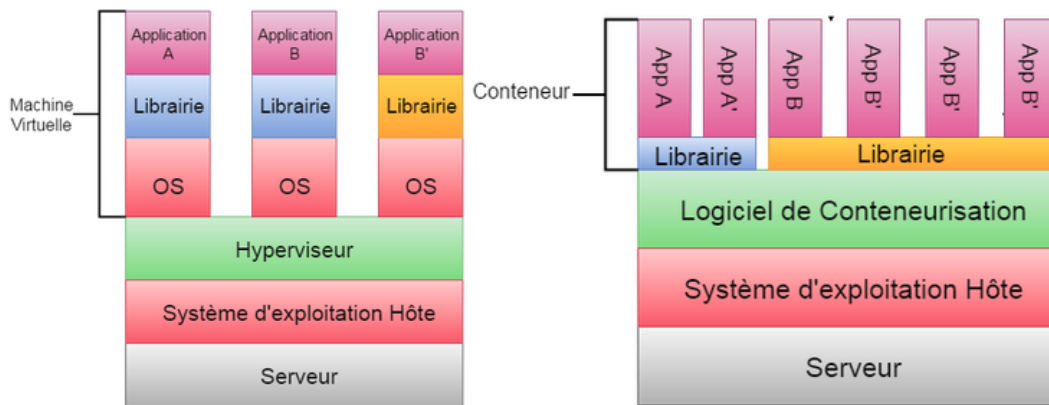 Application
A
Application
B
Application
B'
Machine
Virtuelle
Librairie
Librairie
Librairie
OS
OS
OS
Hyperviseur
Système d'exploitation Hôte
Serveur
Conteneur
App A
App A'
App B
App B'
App B'
App B'
Librairie
Librairie
Logiciel de Conteneurisation
Système d'exploitation Hôte
Serveur